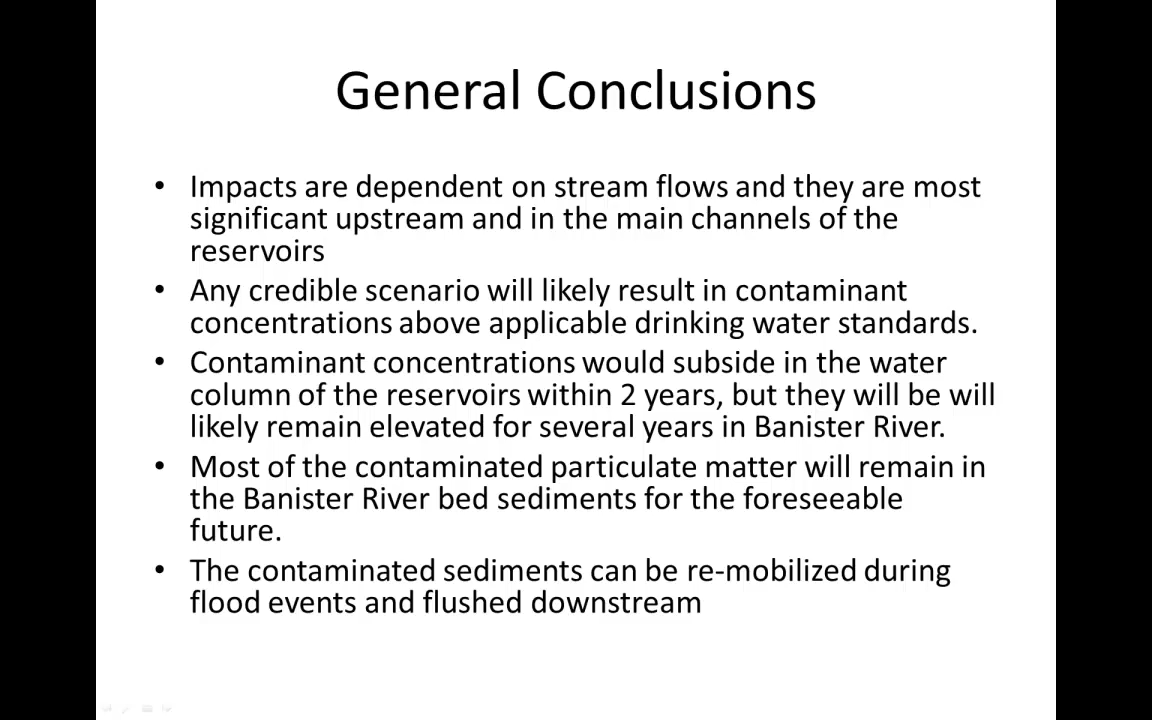 General Conclusions
• Impacts are dependent on stream flows and they are most
significant upstream and in the main channels of the
reservoirs
• Any credible scenario will likely result in contaminant
concentrations above applicable drinking water standards.
• Contaminant concentrations would subside in the water
column of the reservoirs within 2 years, but they will be will
likely remain elevated for several years in Banister River.
• Most of the contaminated particulate matter will remain in
the Banister River bed sediments for the foreseeable
future.
• The contaminated sediments can be re-mobilized during
flood events and flushed downstream